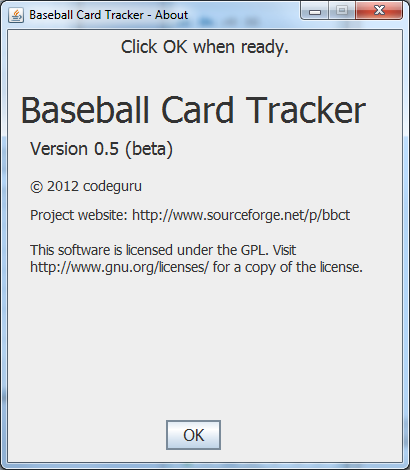 Baseball Card Tracker - About
Click OK when ready.
Baseball Card Tracker
Version 0.5 (beta)
© 2012 codeguru
Project website: http://www.sourceforge.net/p/bbct
This software is licensed under the GPL. Visit
http://www.gnu.org/licenses/ for a copy of the license.
OK